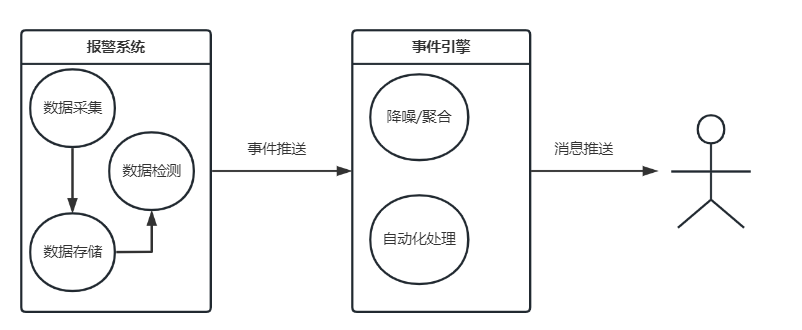 报警系统
数据采集
数据检测
数据存储
事件推送
事件引擎
降噪/聚合
自动化处理
消息推送